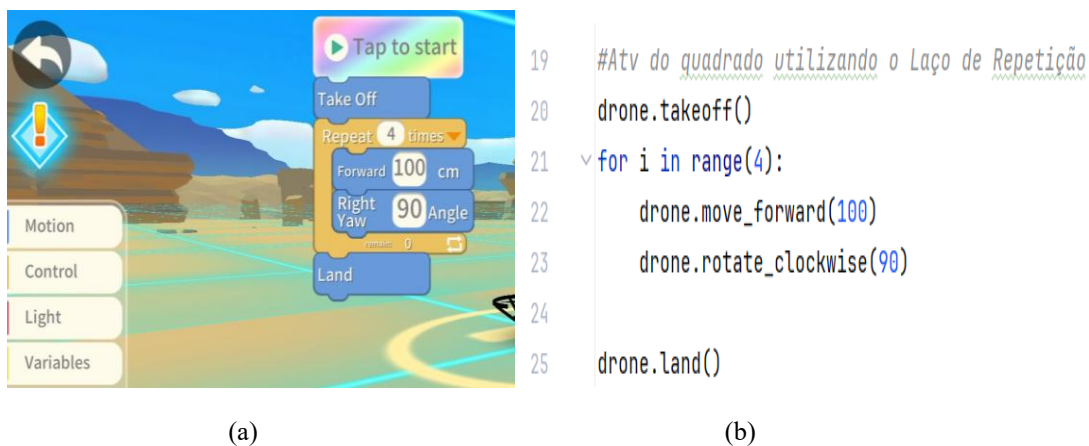 Tap to start
Take Off
Repeat 4 times
Forward 100 cm
Right Yaw 90 Angle
remain 0
Land
Motion
Control
Light
Variables
(a)
19 #Atv do quadrado utilizando o Laço de Repetição
20 drone.takeoff()
21 for i in range(4):
22 drone.move_forward(100)
23 drone.rotate_clockwise(90)
24
25 drone.land()
(b)